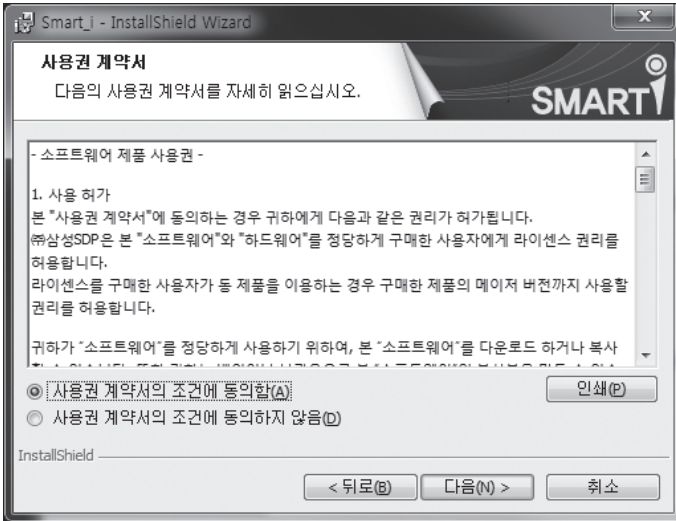 Smart_i - InstallShield Wizard
사용권 계약서
다음의 사용권 계약서를 자세히 읽으십시오.
SMARTi
- 소프트웨어 제품 사용권 -
1. 사용 허가
본 "사용권 계약서"에 동의하는 경우 귀하에게 다음과 같은 권리가 허가됩니다.
㈜삼성SDP은 본 "소프트웨어"와 "하드웨어"를 정당하게 구매한 사용자에게 라이센스 권리를
허용합니다.
라이센스를 구매한 사용자가 동 제품을 이용하는 경우 구매한 제품의 메이저 버전까지 사용할
권리를 허용합니다.
귀하가 "소프트웨어"를 정당하게 사용하기 위하여, 본 "소프트웨어"를 다운로드 하거나 복사
사용권 계약서의 조건에 동의함(A)
인쇄(P)
사용권 계약서의 조건에 동의하지 않음(D)
InstallShield
< 뒤로(B)
다음(N) >
취소